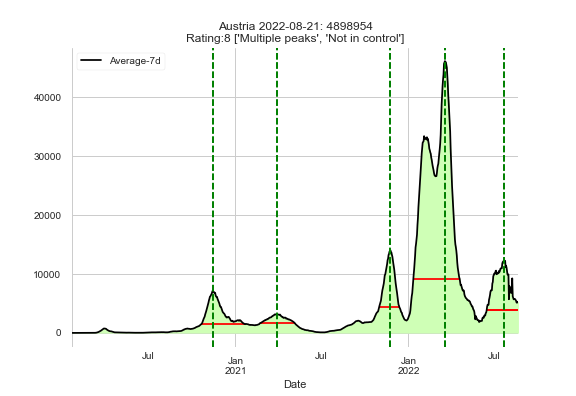 Austria 2022-08-21: 4898954
Rating:8 ['Multiple peaks', 'Not in control']
Average-7d
40000
30000
20000
10000
0
Jul
Jan
2021
Jul
Jan
2022
Jul
Date